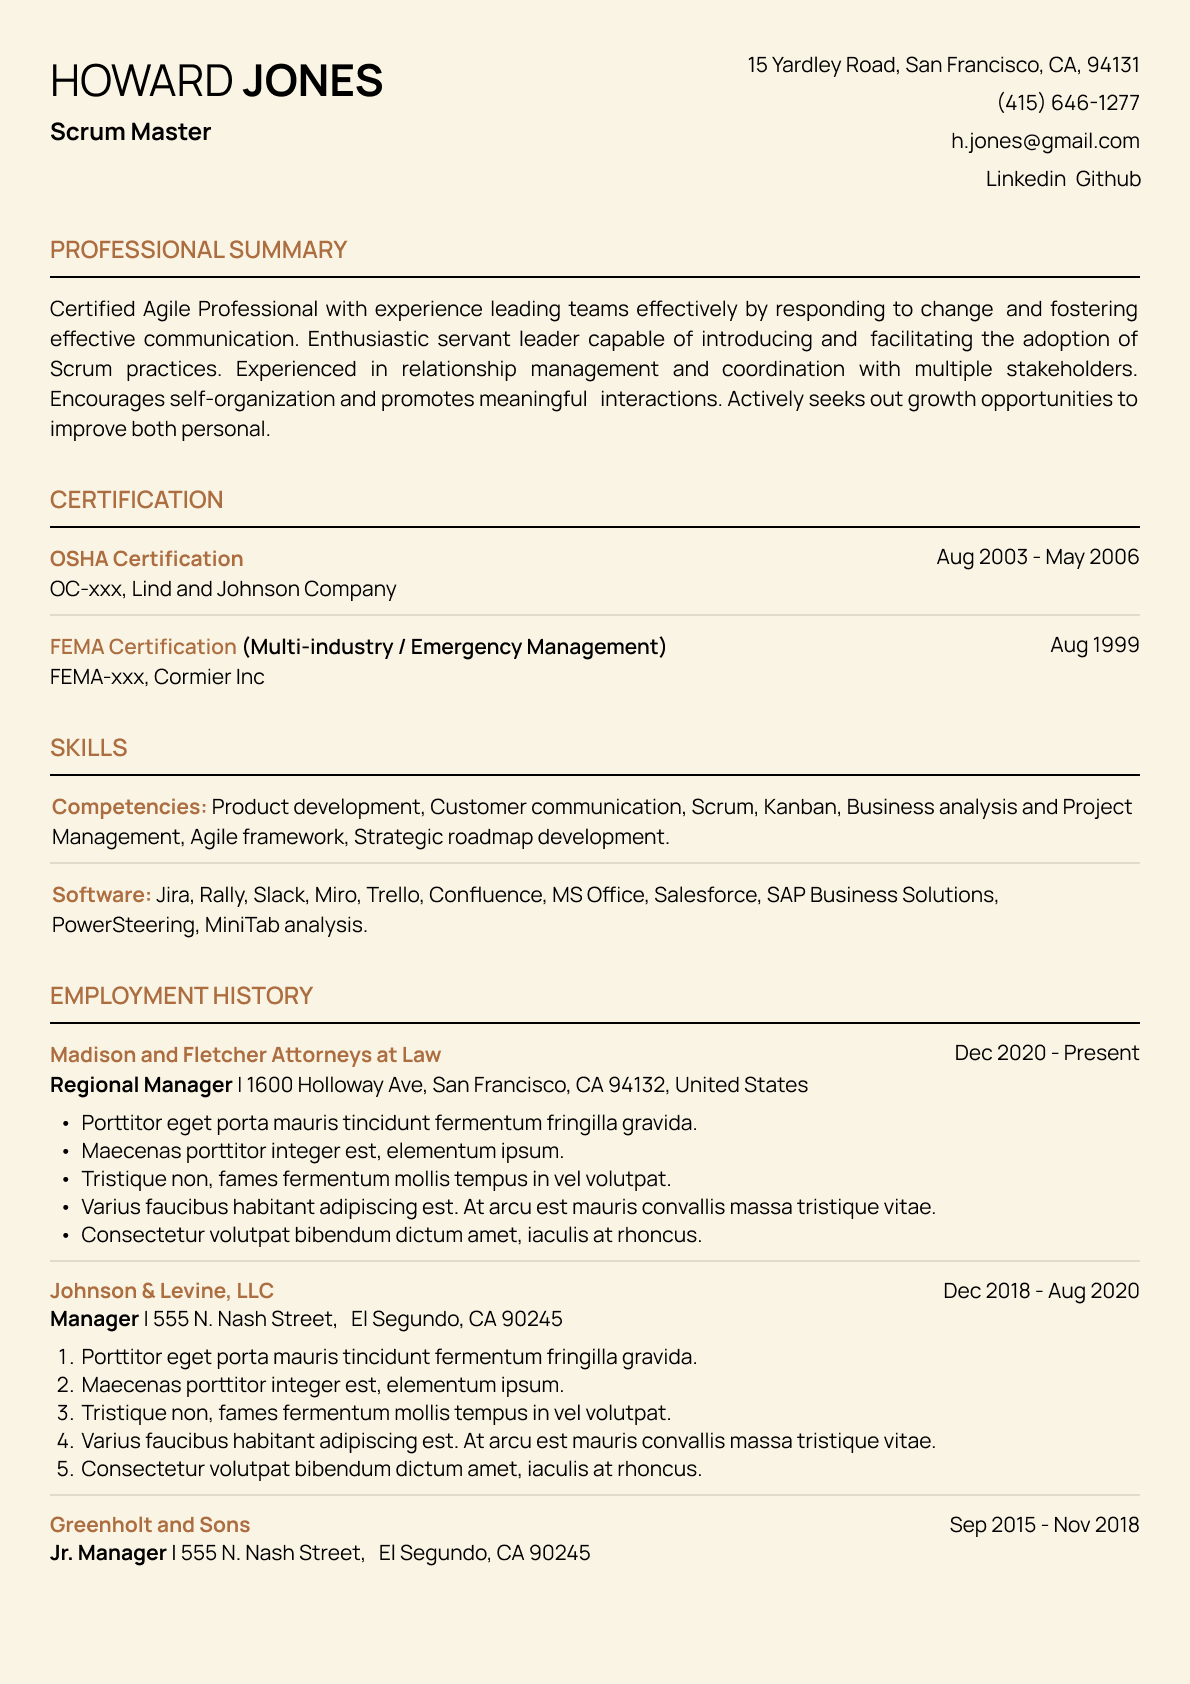 HOWARD JONES
Scrum Master
15 Yardley Road, San Francisco, CA, 94131
(415) 646-1277
h.jones@gmail.com
Linkedin Github
PROFESSIONAL SUMMARY
Certified Agile Professional with experience leading teams effectively by responding to change and fostering
effective communication. Enthusiastic servant leader capable of introducing and facilitating the adoption of
Scrum practices. Experienced in relationship management and coordination with multiple stakeholders.
Encourages self-organization and promotes meaningful interactions. Actively seeks out growth opportunities to
improve both personal.
CERTIFICATION
OSHA Certification Aug 2003 - May 2006
OC-xxx, Lind and Johnson Company
FEMA Certification (Multi-industry / Emergency Management) Aug 1999
FEMA-xxx, Cormier Inc
SKILLS
Competencies: Product development, Customer communication, Scrum, Kanban, Business analysis and Project
Management, Agile framework, Strategic roadmap development.
Software: Jira, Rally, Slack, Miro, Trello, Confluence, MS Office, Salesforce, SAP Business Solutions,
PowerSteering, MiniTab analysis.
EMPLOYMENT HISTORY
Madison and Fletcher Attorneys at Law Dec 2020 - Present
Regional Manager | 1600 Holloway Ave, San Francisco, CA 94132, United States
• Porttitor eget porta mauris tincidunt fermentum fringilla gravida.
• Maecenas porttitor integer est, elementum ipsum.
• Tristique non, fames fermentum mollis tempus in vel volutpat.
• Varius faucibus habitant adipiscing est. At arcu est mauris convallis massa tristique vitae.
• Consectetur volutpat bibendum dictum amet, iaculis at rhoncus.
Johnson & Levine, LLC Dec 2018 - Aug 2020
Manager | 555 N. Nash Street, El Segundo, CA 90245
1. Porttitor eget porta mauris tincidunt fermentum fringilla gravida.
2. Maecenas porttitor integer est, elementum ipsum.
3. Tristique non, fames fermentum mollis tempus in vel volutpat.
4. Varius faucibus habitant adipiscing est. At arcu est mauris convallis massa tristique vitae.
5. Consectetur volutpat bibendum dictum amet, iaculis at rhoncus.
Greenholt and Sons Sep 2015 - Nov 2018
Jr. Manager | 555 N. Nash Street, El Segundo, CA 90245